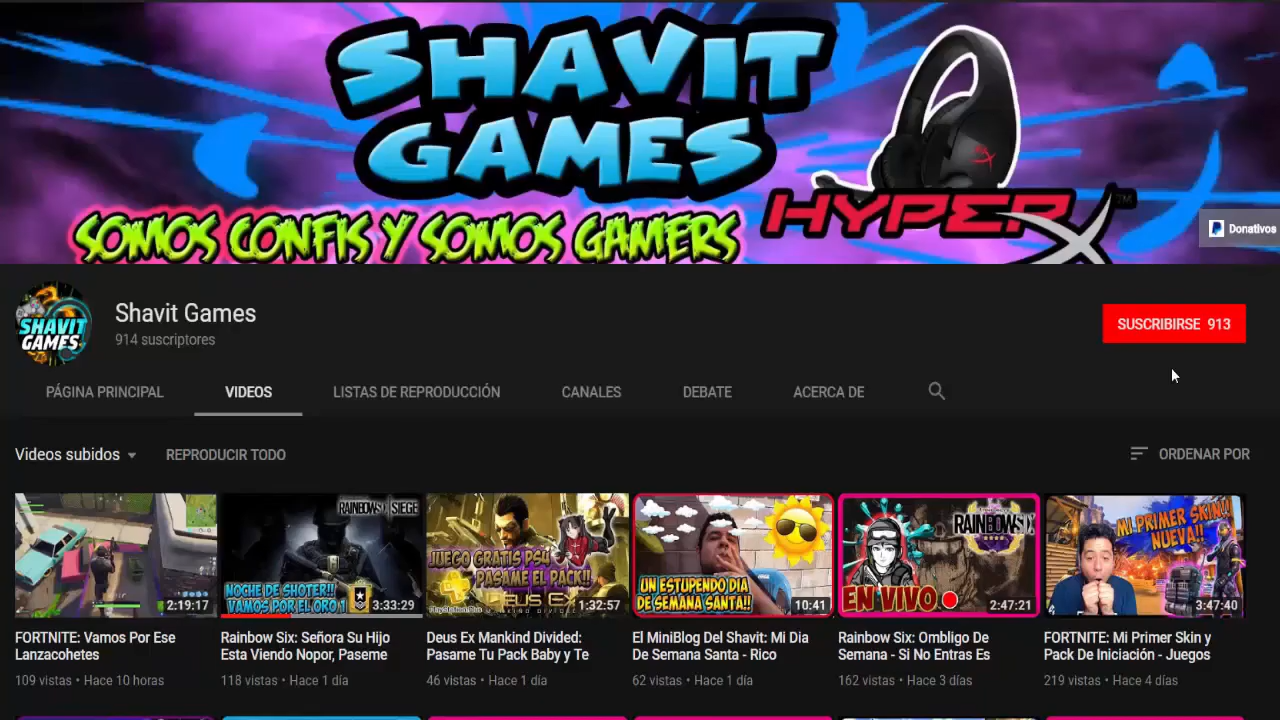 SHAVIT
GAMES
SOMOS CONFIS Y SOMOS GAMERS
HYPERX
TM
Donativos
SHAVIT
GAMES
Shavit Games
914 suscriptores
SUSCRIBIRSE 913
PÁGINA PRINCIPAL
VIDEOS
LISTAS DE REPRODUCCIÓN
CANALES
DEBATE
ACERCA DE
Videos subidos
REPRODUCIR TODO
ORDENAR POR
2:19:17
FORTNITE: Vamos Por Ese
Lanzacohetes
109 vistas • Hace 10 horas
RAINBOW SIX SIEGE
NOCHE DE SHOTER!!
VAMOS POR EL ORO 1
3:33:29
Rainbow Six: Señora Su Hijo
Esta Viendo Nopor, Paseme
118 vistas • Hace 1 día
JUEGO GRATIS PS4
PASAME EL PACK!!
DEUS EX
1:32:57
Deus Ex Mankind Divided:
Pasame Tu Pack Baby y Te
46 vistas • Hace 1 día
UN ESTUPENDO DIA
DE SEMANA SANTA!!
10:41
El MiniBlog Del Shavit: Mi Dia
De Semana Santa - Rico
62 vistas • Hace 1 día
RAINBOW SIX
EN VIVO
2:47:21
Rainbow Six: Ombligo De
Semana - Si No Entras Es
162 vistas • Hace 3 días
MI PRIMER SKIN!!
NUEVA!!
3:47:40
FORTNITE: Mi Primer Skin y
Pack De Iniciación - Juegos
219 vistas • Hace 4 días